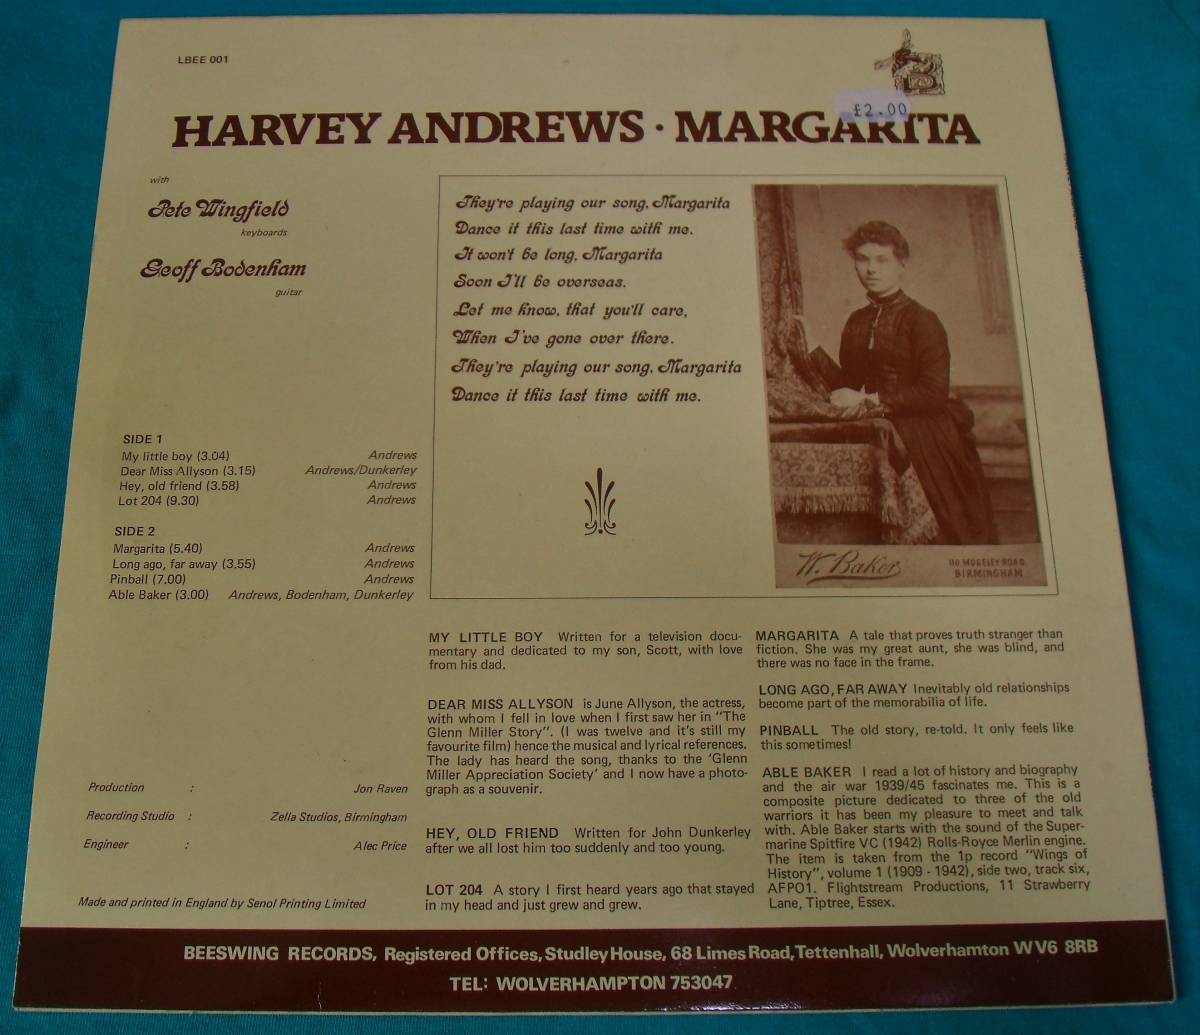 LBEE 001
B
£2.00
HARVEY ANDREWS · MARGARITA
with
Pete Wingfield
keyboards
Geoff Bodenham
guitar
They're playing our song, Margarita
Dance it this last time with me.
It won't be long, Margarita
Soon I'll be overseas.
Let me know, that you'll care,
When I've gone over there.
They're playing our song, Margarita
Dance it this last time with me.
W. Baker
110, MOSELEY ROAD,
BIRMINGHAM
SIDE 1
My little boy (3.04) Andrews
Dear Miss Allyson (3.15) Andrews/Dunkerley
Hey, old friend (3.58) Andrews
Lot 204 (9.30) Andrews
SIDE 2
Margarita (5.40) Andrews
Long ago, far away (3.55) Andrews
Pinball (7.00) Andrews
Able Baker (3.00) Andrews, Bodenham, Dunkerley
Production : Jon Raven
Recording Studio : Zella Studios, Birmingham
Engineer : Alec Price
Made and printed in England by Senol Printing Limited
MY LITTLE BOY Written for a television docu-
mentary and dedicated to my son, Scott, with love
from his dad.
DEAR MISS ALLYSON is June Allyson, the actress,
with whom I fell in love when I first saw her in "The
Glenn Miller Story". (I was twelve and it's still my
favourite film) hence the musical and lyrical references.
The lady has heard the song, thanks to the 'Glenn
Miller Appreciation Society' and I now have a photo-
graph as a souvenir.
HEY, OLD FRIEND Written for John Dunkerley
after we all lost him too suddenly and too young.
LOT 204 A story I first heard years ago that stayed
in my head and just grew and grew.
MARGARITA A tale that proves truth stranger than
fiction. She was my great aunt, she was blind, and
there was no face in the frame.
LONG AGO, FAR AWAY Inevitably old relationships
become part of the memorabilia of life.
PINBALL The old story, re-told. It only feels like
this sometimes!
ABLE BAKER I read a lot of history and biography
and the air war 1939/45 fascinates me. This is a
composite picture dedicated to three of the old
warriors it has been my pleasure to meet and talk
with. Able Baker starts with the sound of the Super-
marine Spitfire VC (1942) Rolls-Royce Merlin engine.
The item is taken from the 1p record "Wings of
History", volume 1 (1909 - 1942), side two, track six,
AFP01. Flightstream Productions, 11 Strawberry
Lane, Tiptree, Essex.
BEESWING RECORDS, Registered Offices, Studley House, 68 Limes Road, Tettenhall, Wolverhamton WV6 8RB
TEL: WOLVERHAMPTON 753047